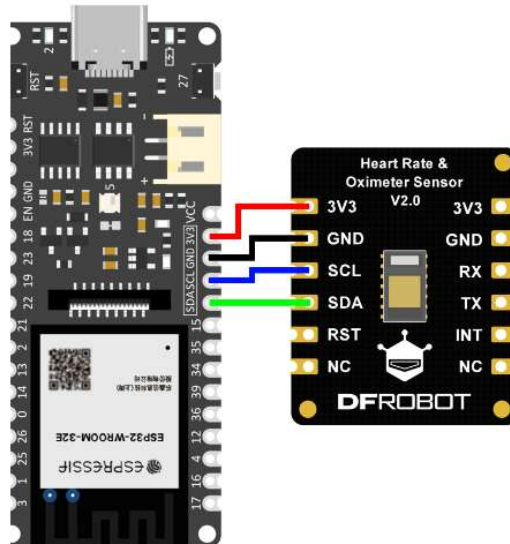 2
RST
27
RST
3V3
-
+
5
GND
EN
VCC
18
3V3
23
GND
19
SCL
22
SDA
21
15
2
35
13
34
14
39
0
36
ESP32-WROOM-32E
26
12
ESPRESSIF
25
4
1
16
3
17
Heart Rate &
Oximeter Sensor
V2.0
3V3 3V3
GND GND
SCL RX
SDA TX
RST INT
NC NC
DFROBOT